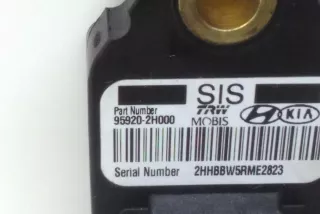 SIS
Part Number
95920-2H000
TRW
MOBIS
KIA
Serial Number 2HHBBW5RME2823